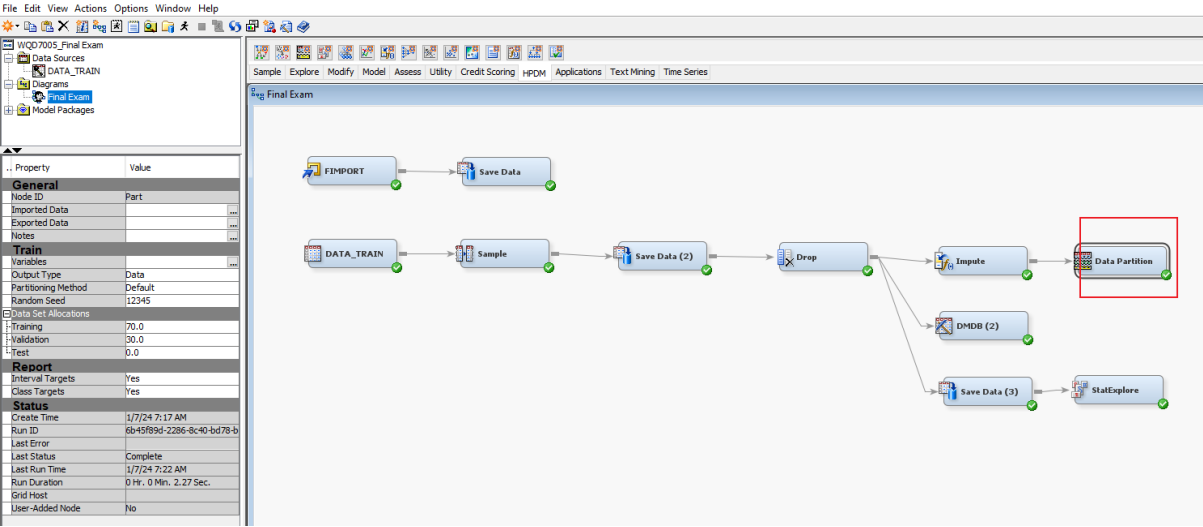 File Edit View Actions Options Window Help
WQD7005_Final Exam
Data Sources
DATA_TRAIN
Diagrams
Final Exam
Model Packages
.. Property Value
General
Node ID Part
Imported Data ...
Exported Data ...
Notes ...
Train
Variables ...
Output Type Data
Partitioning Method Default
Random Seed 12345
Data Set Allocations
Training 70.0
Validation 30.0
Test 0.0
Report
Interval Targets Yes
Class Targets Yes
Status
Create Time 1/7/24 7:17 AM
Run ID 6b45f89d-2286-8c40-bd78-b
Last Error
Last Status Complete
Last Run Time 1/7/24 7:22 AM
Run Duration 0 Hr. 0 Min. 2.27 Sec.
Grid Host
User-Added Node No
Sample Explore Modify Model Assess Utility Credit Scoring HPDM Applications Text Mining Time Series
Final Exam
FIMPORT Save Data
DATA_TRAIN Sample Save Data (2) Drop Impute Data Partition
DMDB (2)
Save Data (3) StatExplore